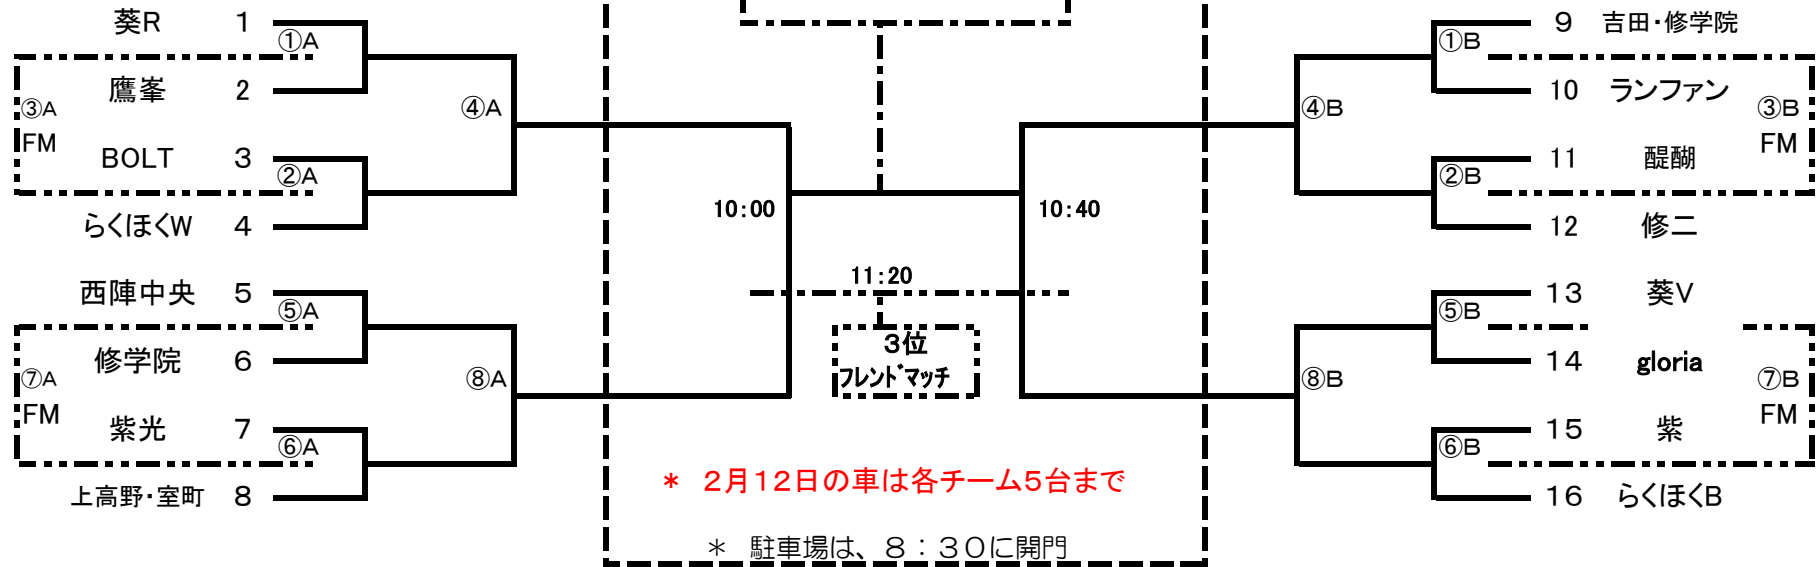 葵R 1
①A
鷹峯 2
③A
FM
④A
BOLT 3
②A
らくほくW 4
西陣中央 5
⑤A
修学院 6
⑦A
FM
⑧A
紫光 7
⑥A
上高野・室町 8
10:00
10:40
11:20
3位
フレンドマッチ
* 2月12日の車は各チーム5台まで
* 駐車場は、8:30に開門
9 吉田・修学院
①B
10 ランファン
③B
FM
④B
11 醍醐
②B
12 修二
13 葵V
⑤B
14 gloria
⑦B
FM
⑧B
15 紫
⑥B
16 らくほくB